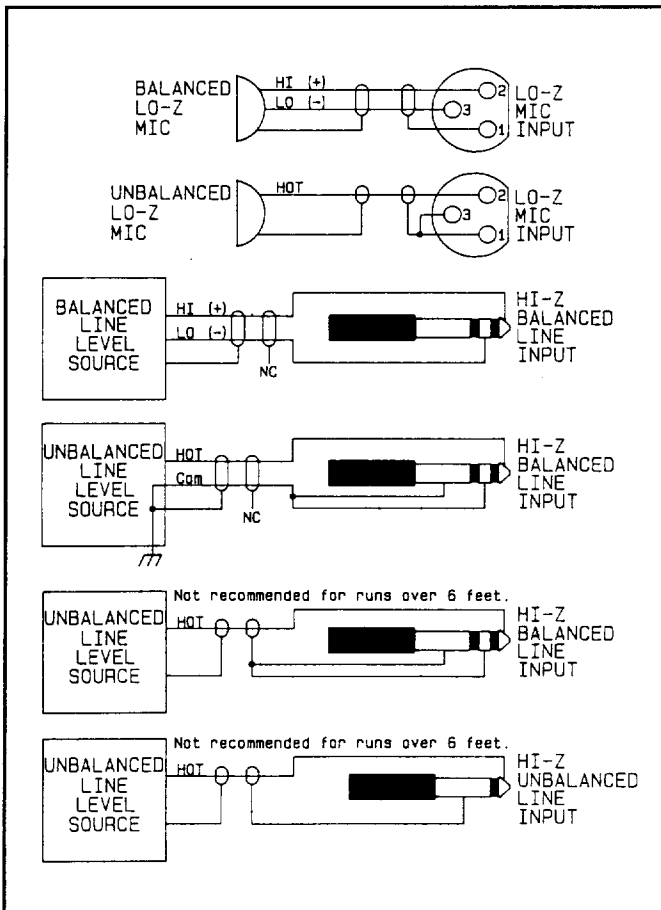 BALANCED
LO-Z
MIC
HI (+)
LO (-)
2
3
1
LO-Z
MIC
INPUT
UNBALANCED
LO-Z
MIC
HOT
2
3
1
LO-Z
MIC
INPUT
BALANCED
LINE
LEVEL
SOURCE
HI (+)
LO (-)
NC
HI-Z
BALANCED
LINE
INPUT
UNBALANCED
LINE
LEVEL
SOURCE
HOT
Com
NC
HI-Z
BALANCED
LINE
INPUT
Not recommended for runs over 6 feet.
UNBALANCED
LINE
LEVEL
SOURCE
HOT
HI-Z
BALANCED
LINE
INPUT
Not recommended for runs over 6 feet.
UNBALANCED
LINE
LEVEL
SOURCE
HOT
HI-Z
UNBALANCED
LINE
INPUT